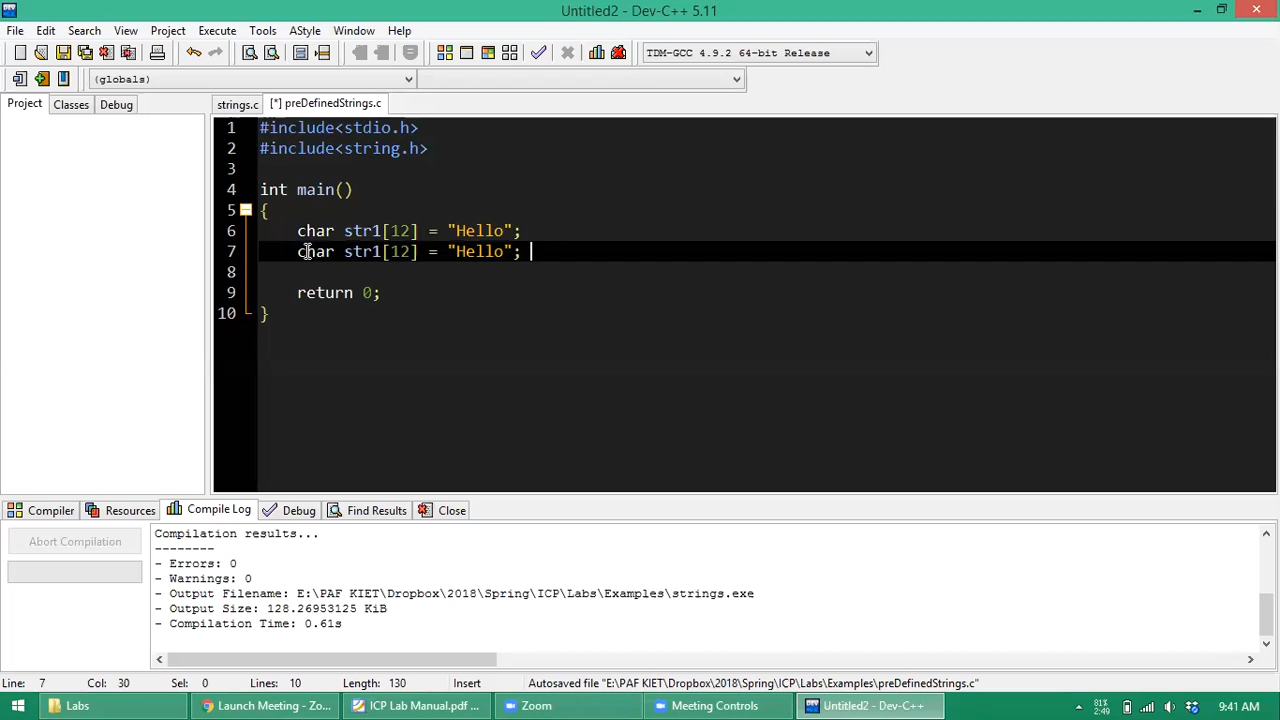 Untitled2 - Dev-C++ 5.11
File Edit Search View Project Execute Tools AStyle Window Help
TDM-GCC 4.9.2 64-bit Release
(globals)
Project Classes Debug strings.c [*] preDefinedStrings.c
1 #include<stdio.h>
2 #include<string.h>
3
4 int main()
5 {
6 char str1[12] = "Hello";
7 char str1[12] = "Hello";
8
9 return 0;
10 }
Compiler Resources Compile Log Debug Find Results Close
Abort Compilation
Compilation results...
--------
- Errors: 0
- Warnings: 0
- Output Filename: E:\PAF KIET\Dropbox\2018\Spring\ICP\Labs\Examples\strings.exe
- Output Size: 128.26953125 KiB
- Compilation Time: 0.61s
Line: 7 Col: 30 Sel: 0 Lines: 10 Length: 130 Insert Autosaved file "E:\PAF KIET\Dropbox\2018\Spring\ICP\Labs\Examples\preDefinedStrings.c"
Labs Launch Meeting - Zo... ICP Lab Manual.pdf ... Zoom Meeting Controls Untitled2 - Dev-C++ ... 81% 2:49 9:41 AM